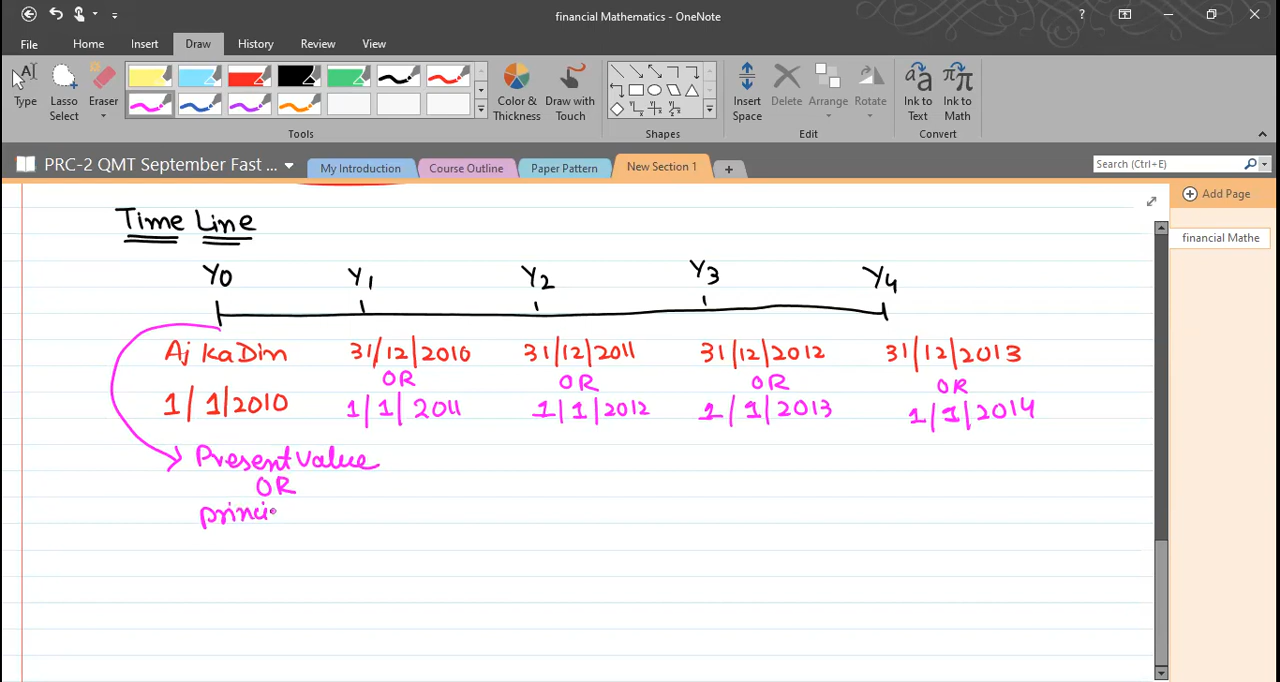 financial Mathematics - OneNote
?
File Home Insert Draw History Review View
Type
Lasso Select
Eraser
Color & Thickness
Draw with Touch
Insert Space
Delete
Arrange
Rotate
Ink to Text
Ink to Math
Tools
Shapes
Edit
Convert
PRC-2 QMT September Fast ...
My Introduction
Course Outline
Paper Pattern
New Section 1
Search (Ctrl+E)
Add Page
financial Mathe
Time Line
Y0 Y1 Y2 Y3 Y4
Aj Ka Din 31/12/2010 31/12/2011 31/12/2012 31/12/2013
OR OR OR OR
1/1/2010 1/1/2011 1/1/2012 1/1/2013 1/1/2014
Present Value
OR
princi